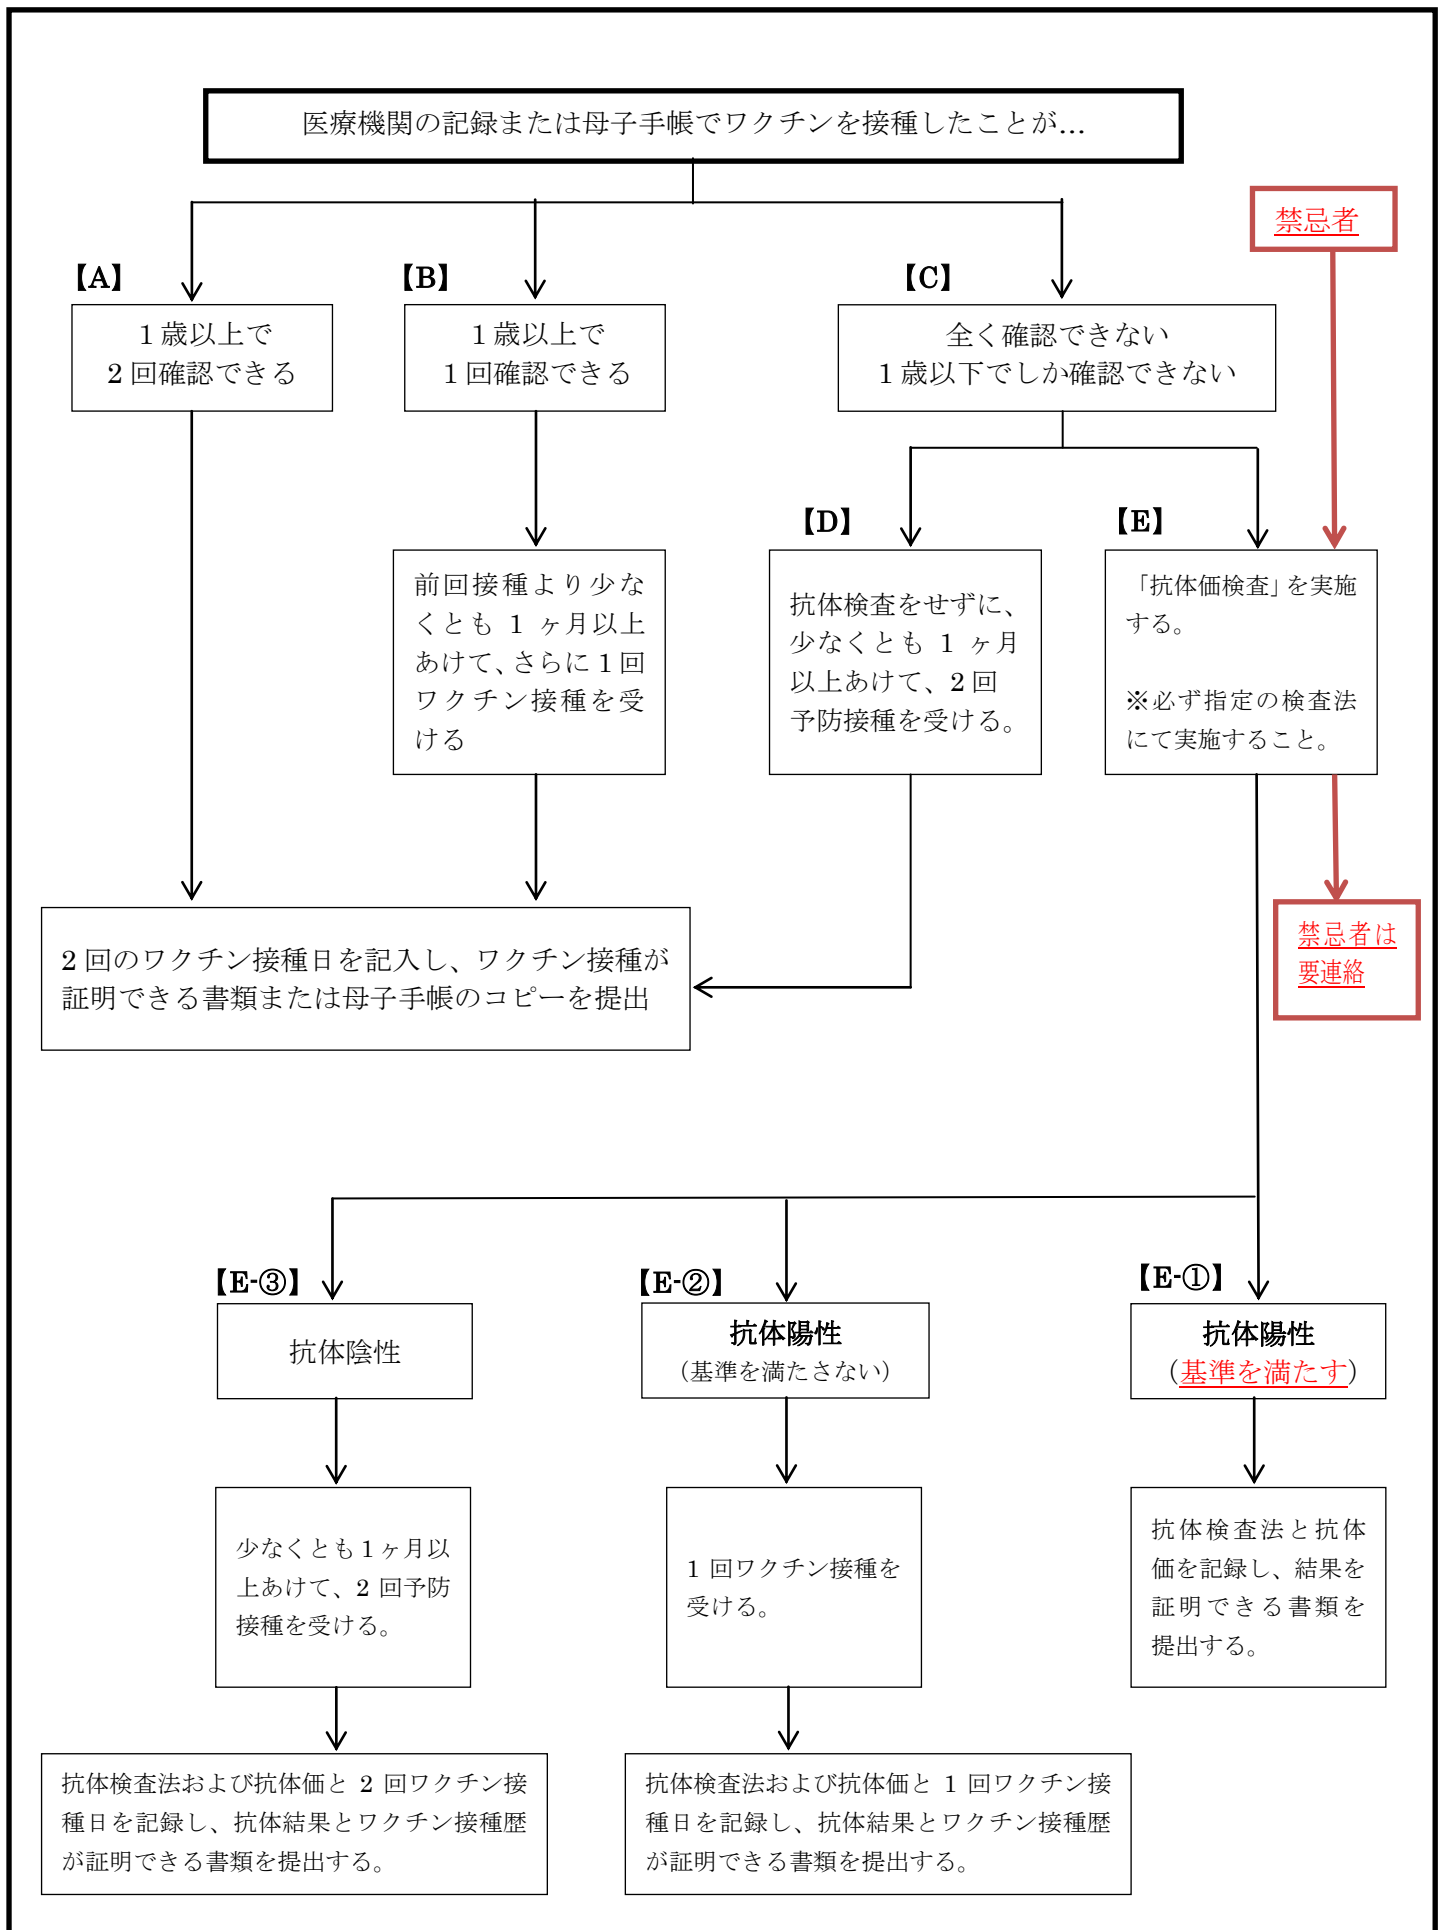 医療機関の記録または母子手帳でワクチンを接種したことが…
禁忌者
【A】
【B】
【C】
1歳以上で
2回確認できる
1歳以上で
1回確認できる
全く確認できない
1歳以下でしか確認できない
【D】
【E】
前回接種より少な
くとも 1 ヶ月以上
あけて、さらに1回
ワクチン接種を受
ける
抗体検査をせずに、
少なくとも 1 ヶ月
以上あけて、2回
予防接種を受ける。
「抗体価検査」を実施
する。
※必ず指定の検査法
にて実施すること。
2回のワクチン接種日を記入し、ワクチン接種が
証明できる書類または母子手帳のコピーを提出
禁忌者は
要連絡
【E-③】
【E-②】
【E-①】
抗体陰性
抗体陽性
（基準を満たさない）
抗体陽性
（基準を満たす）
少なくとも1ヶ月以
上あけて、2回予防
接種を受ける。
1回ワクチン接種を
受ける。
抗体検査法と抗体
価を記録し、結果を
証明できる書類を
提出する。
抗体検査法および抗体価と 2 回ワクチン接
種日を記録し、抗体結果とワクチン接種歴
が証明できる書類を提出する。
抗体検査法および抗体価と 1 回ワクチン接
種日を記録し、抗体結果とワクチン接種歴
が証明できる書類を提出する。